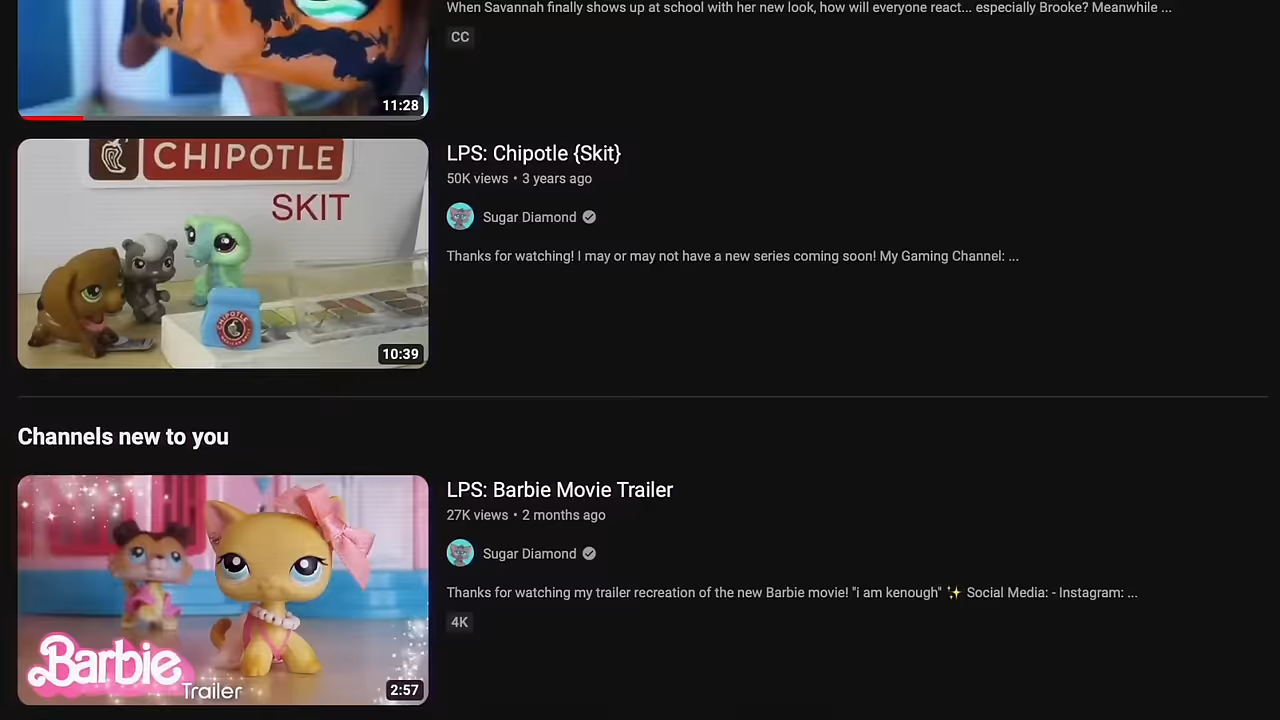 When Savannah finally shows up at school with her new look, how will everyone react... especially Brooke? Meanwhile ...
CC
11:28
CHIPOTLE
SKIT
CHIPOTLE
10:39
LPS: Chipotle {Skit}
50K views • 3 years ago
Sugar Diamond
Thanks for watching! I may or may not have a new series coming soon! My Gaming Channel: ...
Channels new to you
Barbie
Trailer
2:57
LPS: Barbie Movie Trailer
27K views • 2 months ago
Sugar Diamond
Thanks for watching my trailer recreation of the new Barbie movie! "i am kenough" ✨ Social Media: - Instagram: ...
4K